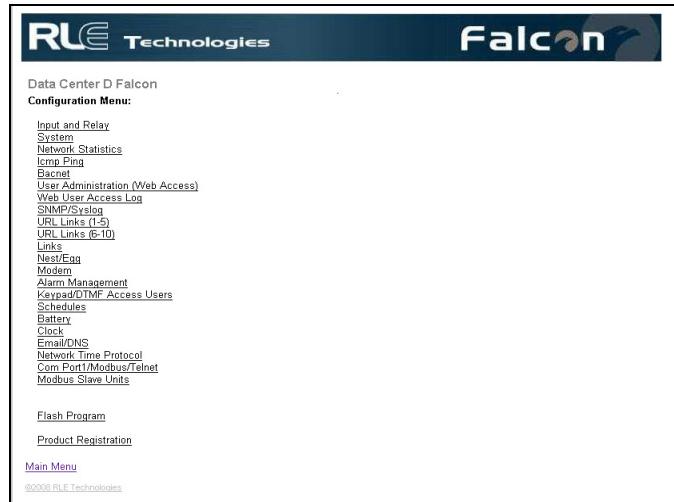 RLE Technologies
Falcon
Data Center D Falcon
Configuration Menu:
Input and Relay
System
Network Statistics
Icmp Ping
Bacnet
User Administration (Web Access)
Web User Access Log
SNMP/Syslog
URL Links (1-5)
URL Links (6-10)
Links
Nest/Egg
Modem
Alarm Management
Keypad/DTMF Access Users
Schedules
Battery
Clock
Email/DNS
Network Time Protocol
Com Port1/Modbus/Telnet
Modbus Slave Units
Flash Program
Product Registration
Main Menu
©2008 RLE Technologies